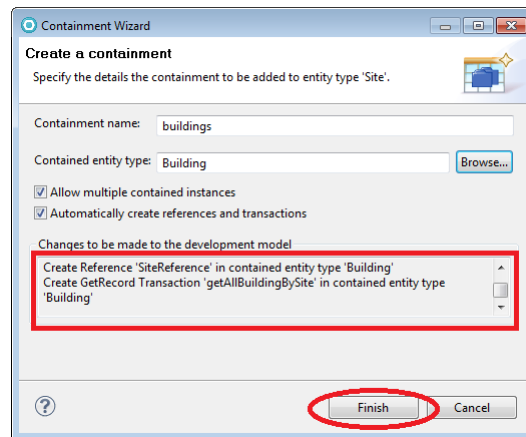 Containment Wizard
Create a containment
Specify the details the containment to be added to entity type 'Site'.
Containment name: buildings
Contained entity type: Building Browse...
Allow multiple contained instances
Automatically create references and transactions
Changes to be made to the development model
Create Reference 'SiteReference' in contained entity type 'Building'
Create GetRecord Transaction 'getAllBuildingBySite' in contained entity type
'Building'
? Finish Cancel